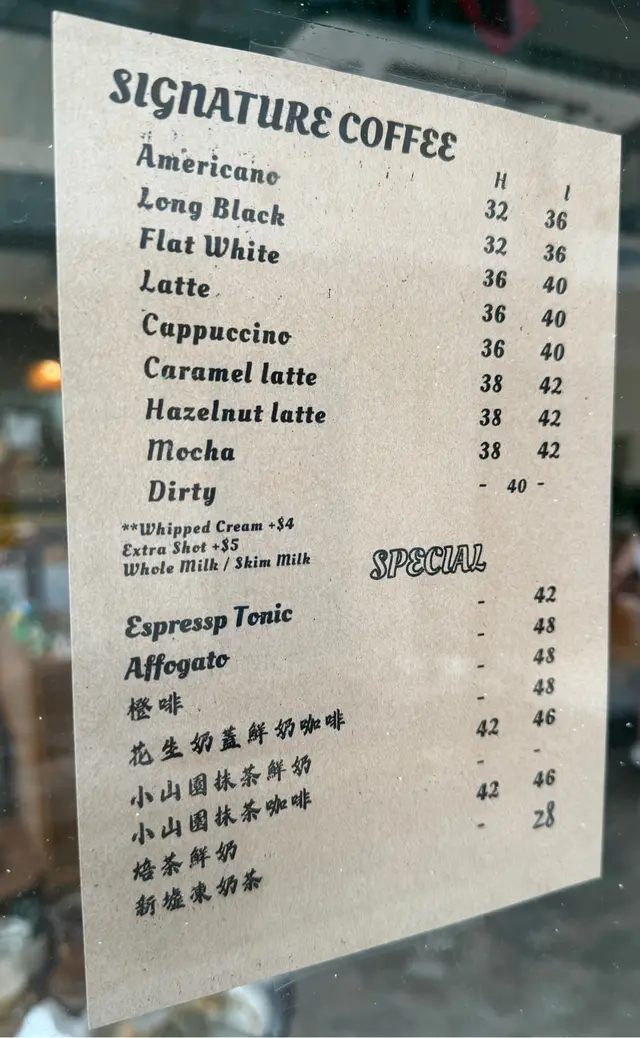 SIGNATURE COFFEE
H I
Americano 32 36
Long Black 32 36
Flat White 36 40
Latte 36 40
Cappuccino 36 40
Caramel latte 38 42
Hazelnut latte 38 42
Mocha 38 42
Dirty - 40 -
**Whipped Cream +$4
Extra Shot +$5
Whole Milk / Skim Milk
SPECIAL
Espressp Tonic - 42
Affogato - 48
橙啡 - 48
花生奶蓋鮮奶咖啡 - 48
小山園抹茶鮮奶 42 46
小山園抹茶咖啡 - -
焙茶鮮奶 42 46
新墟凍奶茶 - 28